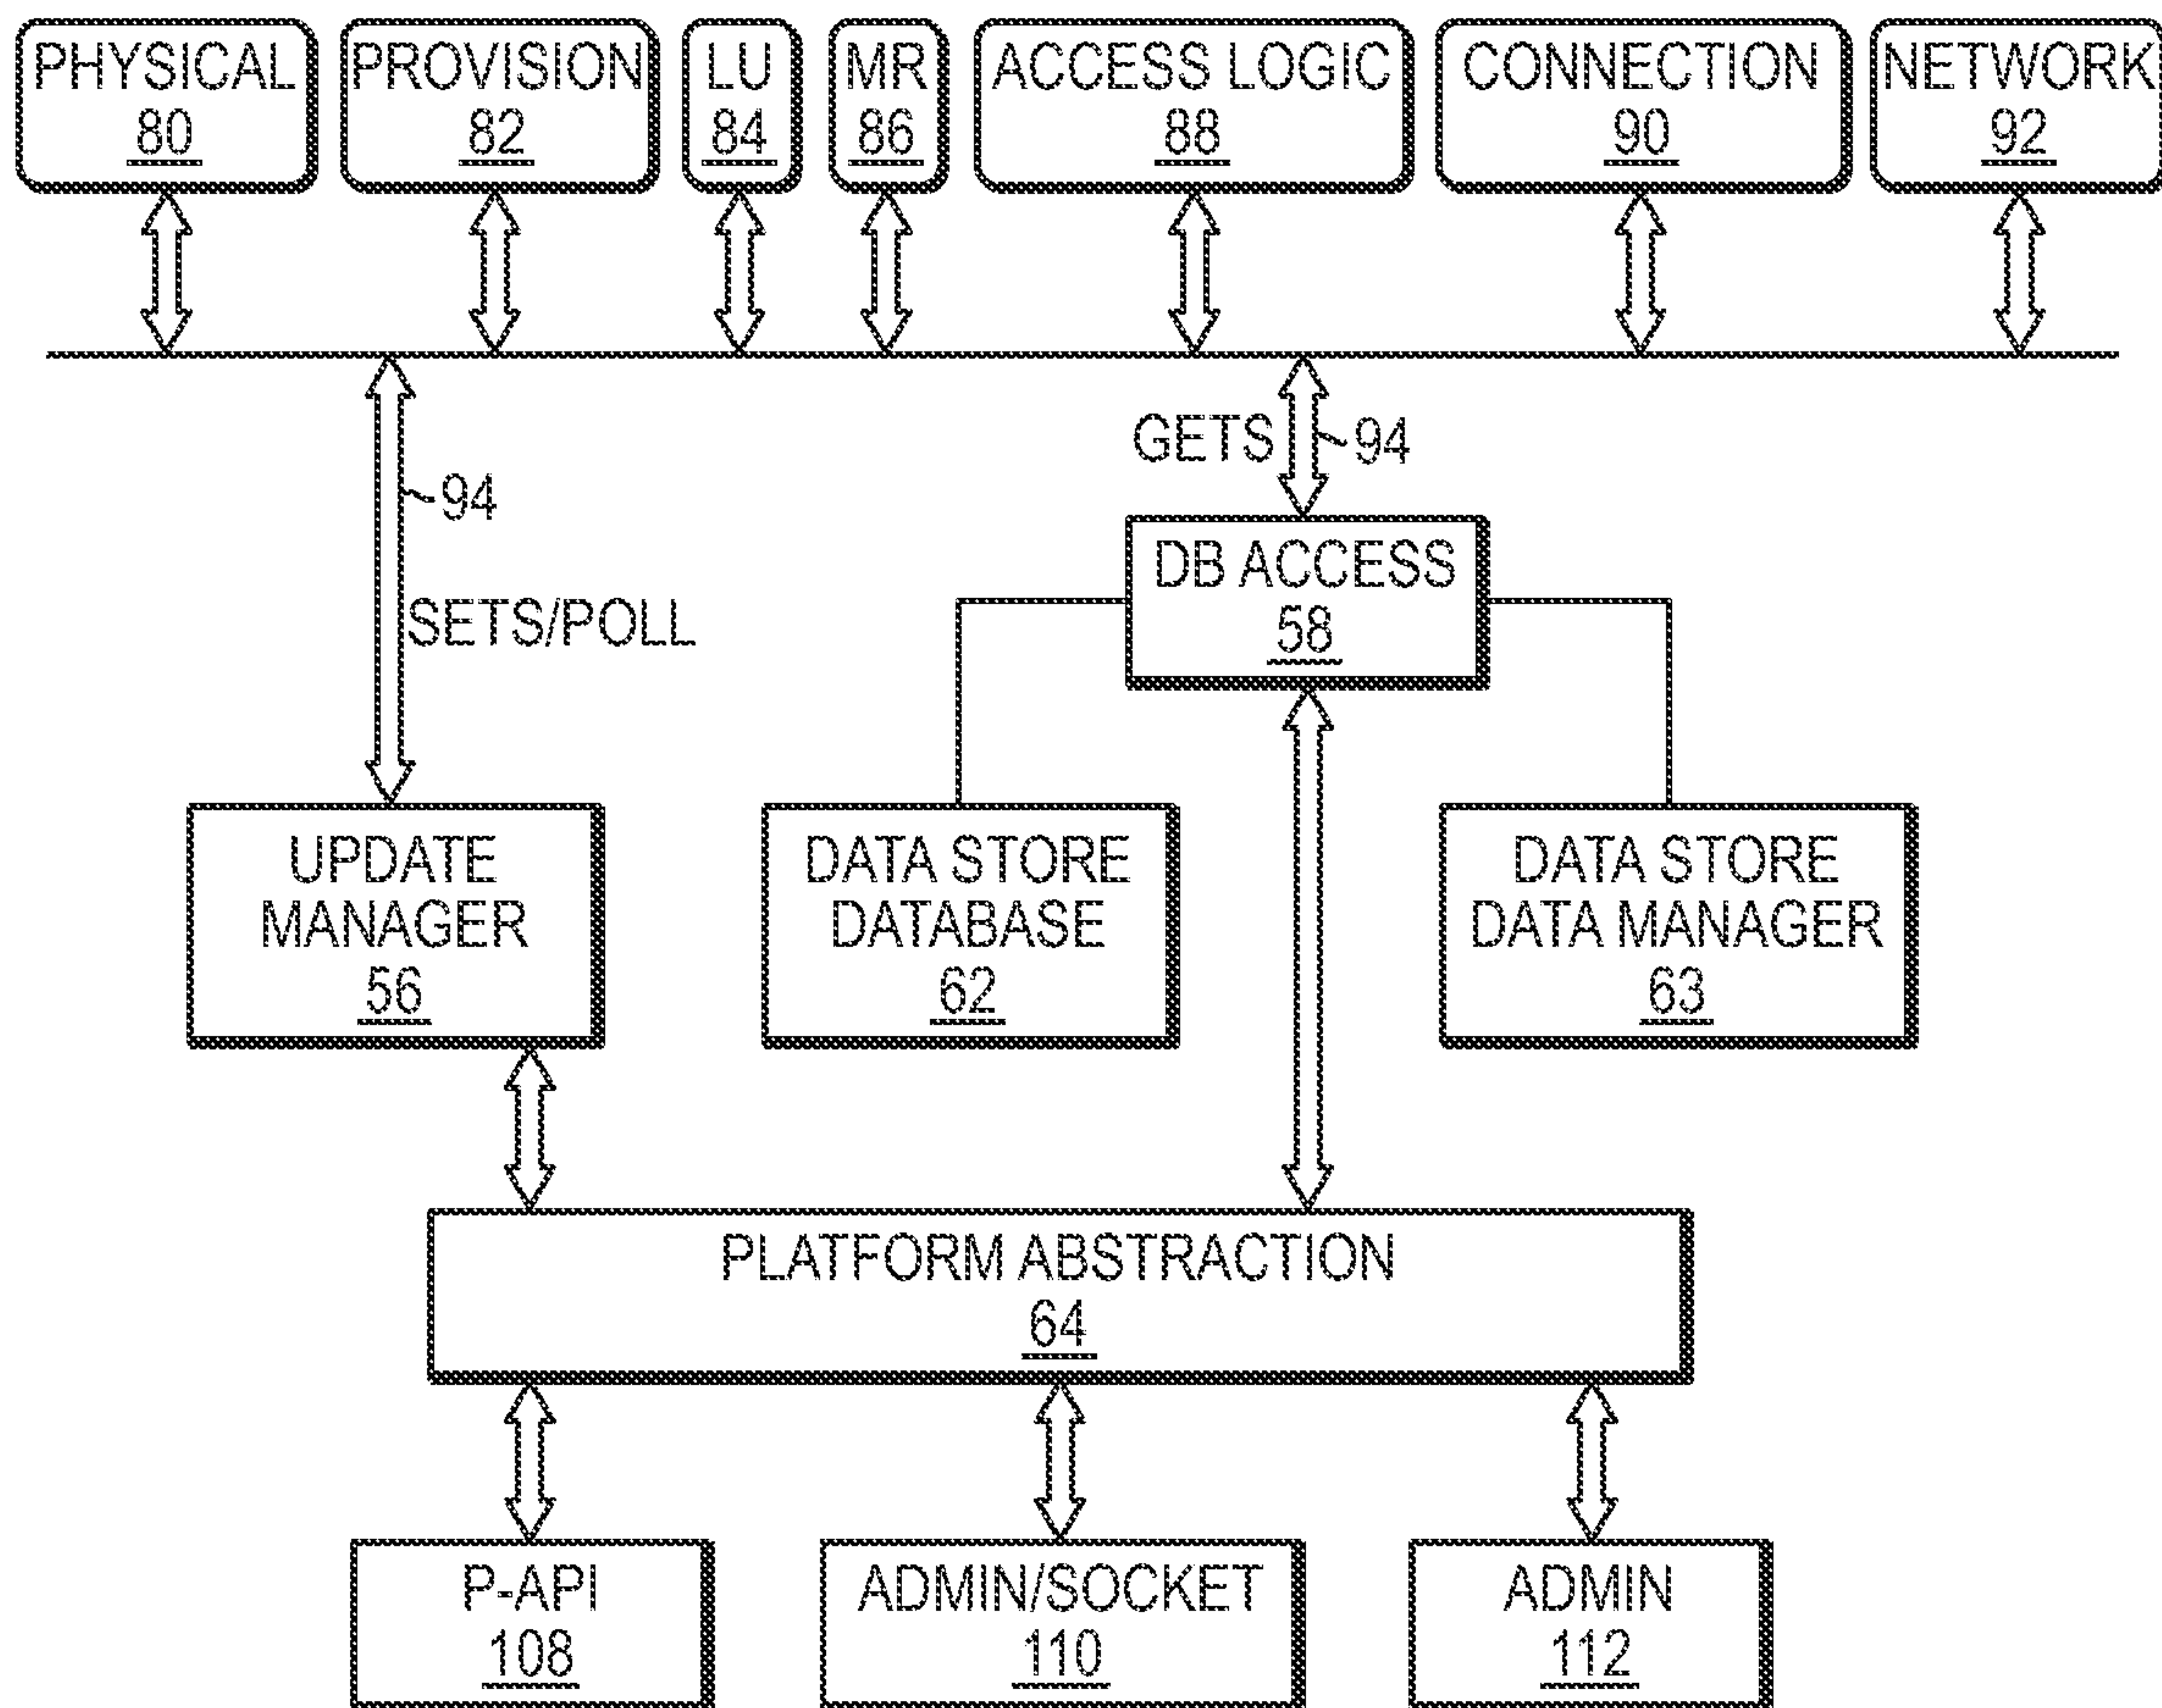 PHYSICAL
80
PROVISION
82
LU
84
MR
86
ACCESS LOGIC
88
CONNECTION
90
NETWORK
92
94
SETS/POLL
GETS
94
DB ACCESS
58
UPDATE
MANAGER
56
DATA STORE
DATABASE
62
DATA STORE
DATA MANAGER
63
PLATFORM ABSTRACTION
64
P-API
108
ADMIN/SOCKET
110
ADMIN
112